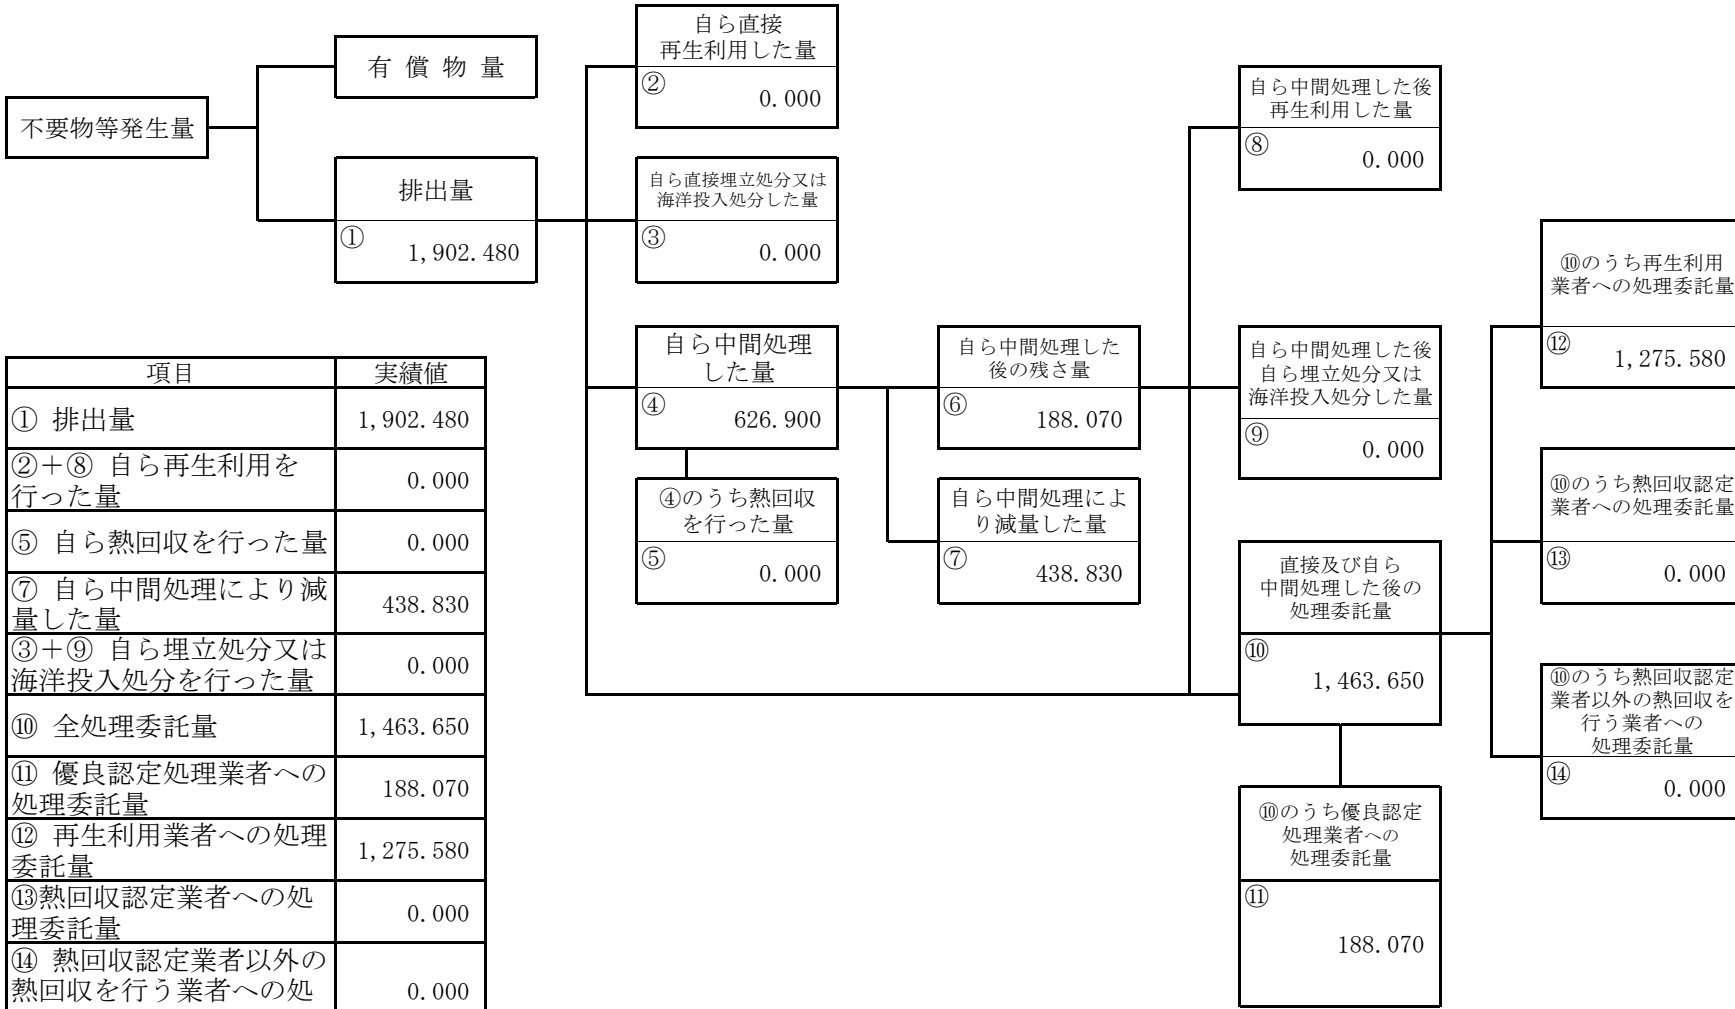 不要物等発生量
有 償 物 量
排出量
① 1,902.480
自ら直接
再生利用した量
② 0.000
自ら直接埋立処分又は
海洋投入処分した量
③ 0.000
自ら中間処理
した量
④ 626.900
④のうち熱回収
を行った量
⑤ 0.000
自ら中間処理した
後の残さ量
⑥ 188.070
自ら中間処理によ
り減量した量
⑦ 438.830
自ら中間処理した後
再生利用した量
⑧ 0.000
自ら中間処理した後
自ら埋立処分又は
海洋投入処分した量
⑨ 0.000
直接及び自ら
中間処理した後の
処理委託量
⑩ 1,463.650
⑩のうち優良認定
処理業者への
処理委託量
⑪ 188.070
⑩のうち再生利用
業者への処理委託量
⑫ 1,275.580
⑩のうち熱回収認定
業者への処理委託量
⑬ 0.000
⑩のうち熱回収認定
業者以外の熱回収を
行う業者への
処理委託量
⑭ 0.000
項目 実績値
① 排出量 1,902.480
②+⑧ 自ら再生利用を
行った量 0.000
⑤ 自ら熱回収を行った量 0.000
⑦ 自ら中間処理により減
量した量 438.830
③+⑨ 自ら埋立処分又は
海洋投入処分を行った量 0.000
⑩ 全処理委託量 1,463.650
⑪ 優良認定処理業者への
処理委託量 188.070
⑫ 再生利用業者への処理
委託量 1,275.580
⑬熱回収認定業者への処
理委託量 0.000
⑭ 熱回収認定業者以外の
熱回収を行う業者への処 0.000